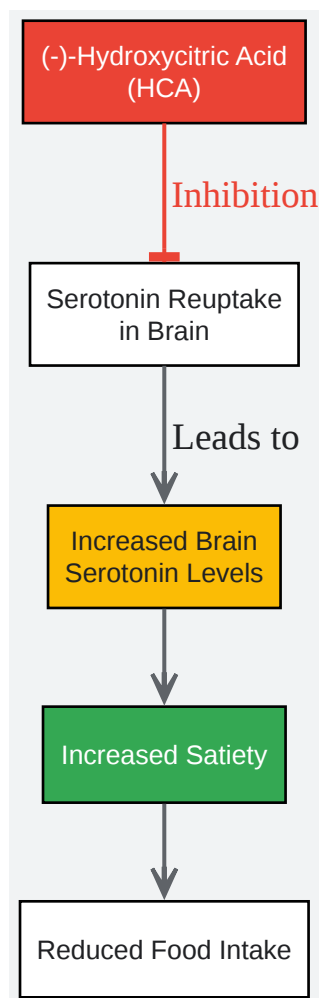 (-)-Hydroxycitric Acid
(HCA)
Inhibition
Serotonin Reuptake
in Brain
Leads to
Increased Brain
Serotonin Levels
Increased Satiety
Reduced Food Intake